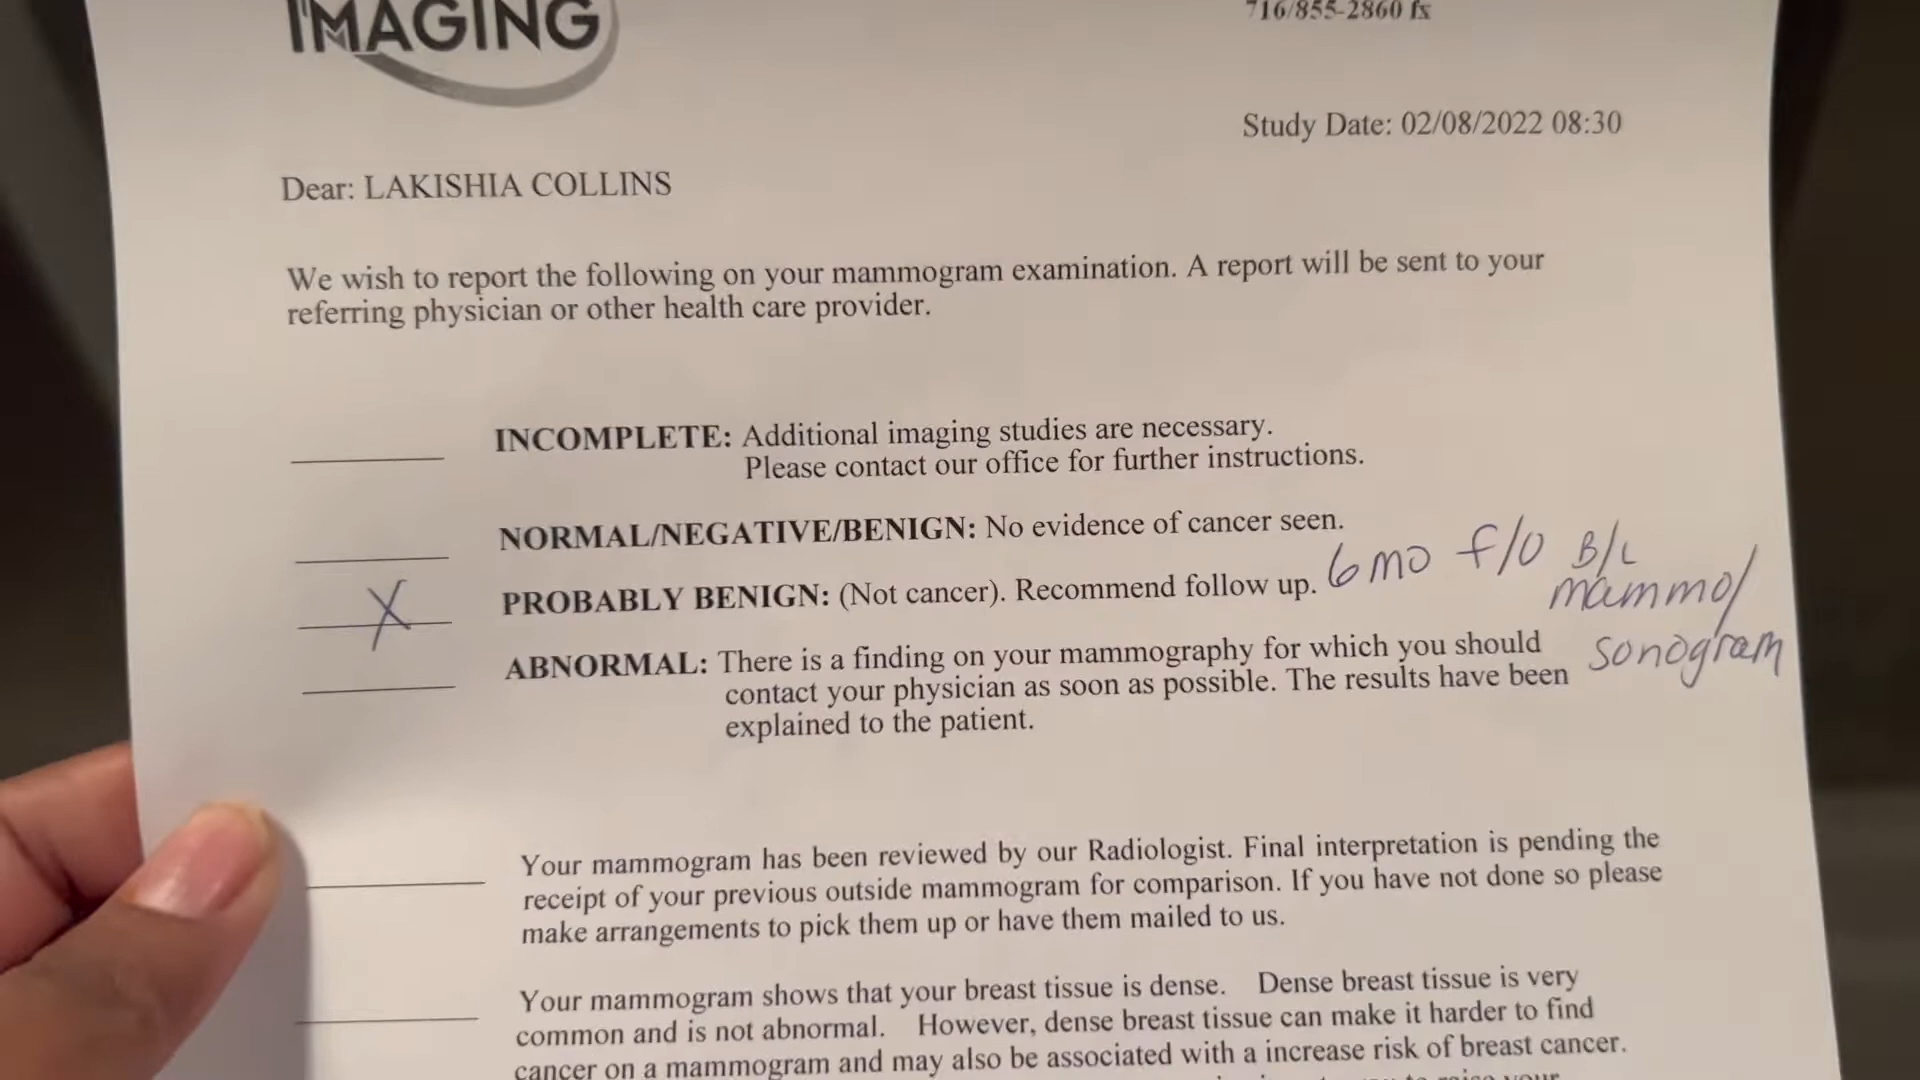 IMAGING
716/855-2860 fx
Study Date: 02/08/2022 08:30
Dear: LAKISHIA COLLINS
We wish to report the following on your mammogram examination. A report will be sent to your
referring physician or other health care provider.
INCOMPLETE: Additional imaging studies are necessary.
Please contact our office for further instructions.
NORMAL/NEGATIVE/BENIGN: No evidence of cancer seen.
X PROBABLY BENIGN: (Not cancer). Recommend follow up. 6 mo f/u B/L
mammo/
sonogram
ABNORMAL: There is a finding on your mammography for which you should
contact your physician as soon as possible. The results have been
explained to the patient.
Your mammogram has been reviewed by our Radiologist. Final interpretation is pending the
receipt of your previous outside mammogram for comparison. If you have not done so please
make arrangements to pick them up or have them mailed to us.
Your mammogram shows that your breast tissue is dense. Dense breast tissue is very
common and is not abnormal. However, dense breast tissue can make it harder to find
cancer on a mammogram and may also be associated with a increase risk of breast cancer.